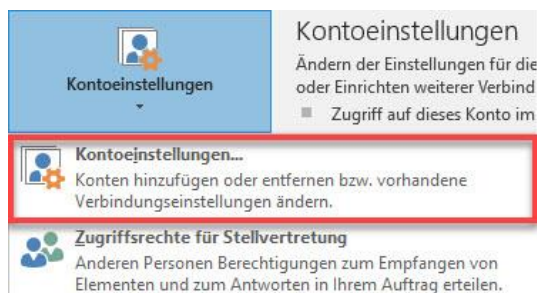 Kontoeinstellungen
Kontoeinstellungen
Ändern der Einstellungen für die
oder Einrichten weiterer Verbind
Zugriff auf dieses Konto im
Kontoeinstellungen...
Konten hinzufügen oder entfernen bzw. vorhandene
Verbindungseinstellungen ändern.
Zugriffsrechte für Stellvertretung
Anderen Personen Berechtigungen zum Empfangen von
Elementen und zum Antworten in Ihrem Auftrag erteilen.